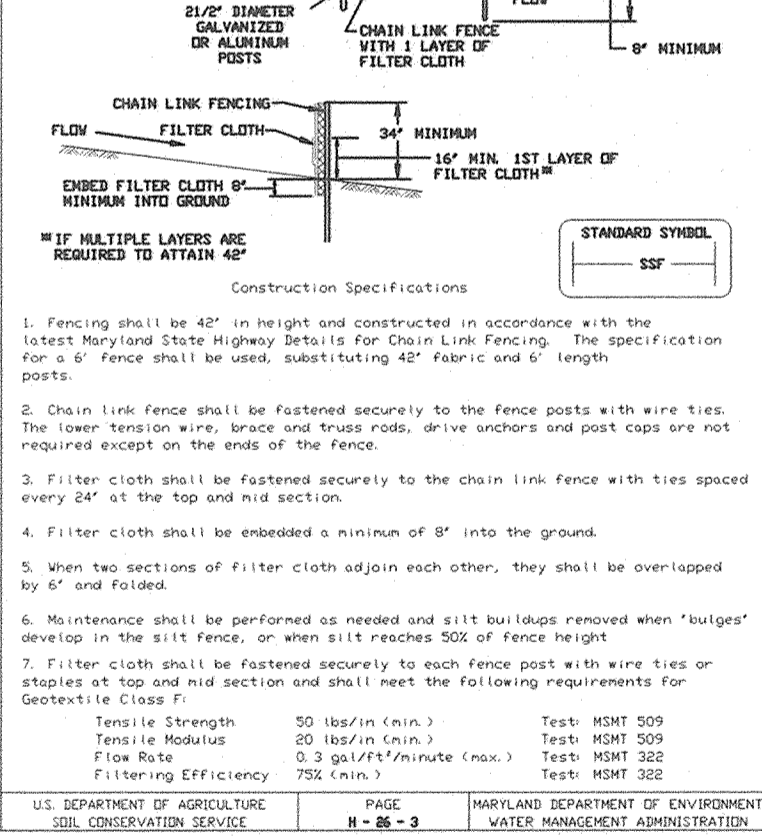 FLOW
21/2" DIAMETER
GALVANIZED
OR ALUMINUM
POSTS
CHAIN LINK FENCE
WITH 1 LAYER OF
FILTER CLOTH
8" MINIMUM
CHAIN LINK FENCING
FLOW
FILTER CLOTH
34" MINIMUM
16" MIN. 1ST LAYER OF
FILTER CLOTH**
EMBED FILTER CLOTH 8"
MINIMUM INTO GROUND
**IF MULTIPLE LAYERS ARE
REQUIRED TO ATTAIN 42"
STANDARD SYMBOL
SSF
Construction Specifications
1. Fencing shall be 42" in height and constructed in accordance with the
latest Maryland State Highway Details for Chain Link Fencing. The specification
for a 6' fence shall be used, substituting 42" fabric and 6' length
posts.
2. Chain link fence shall be fastened securely to the fence posts with wire ties.
The lower tension wire, brace and truss rods, drive anchors and post caps are not
required except on the ends of the fence.
3. Filter cloth shall be fastened securely to the chain link fence with ties spaced
every 24" at the top and mid section.
4. Filter cloth shall be embedded a minimum of 8" into the ground.
5. When two sections of filter cloth adjoin each other, they shall be overlapped
by 6" and folded.
6. Maintenance shall be performed as needed and silt buildups removed when "bulges"
develop in the silt fence, or when silt reaches 50% of fence height
7. Filter cloth shall be fastened securely to each fence post with wire ties or
staples at top and mid section and shall meet the following requirements for
Geotextile Class F:
Tensile Strength 50 lbs/in (min.) Test: MSMT 509
Tensile Modulus 20 lbs/in (min.) Test: MSMT 509
Flow Rate 0.3 gal/ft²/minute (max.) Test: MSMT 322
Filtering Efficiency 75% (min.) Test: MSMT 322
U.S. DEPARTMENT OF AGRICULTURE
SOIL CONSERVATION SERVICE
PAGE
H - 26 - 3
MARYLAND DEPARTMENT OF ENVIRONMENT
WATER MANAGEMENT ADMINISTRATION